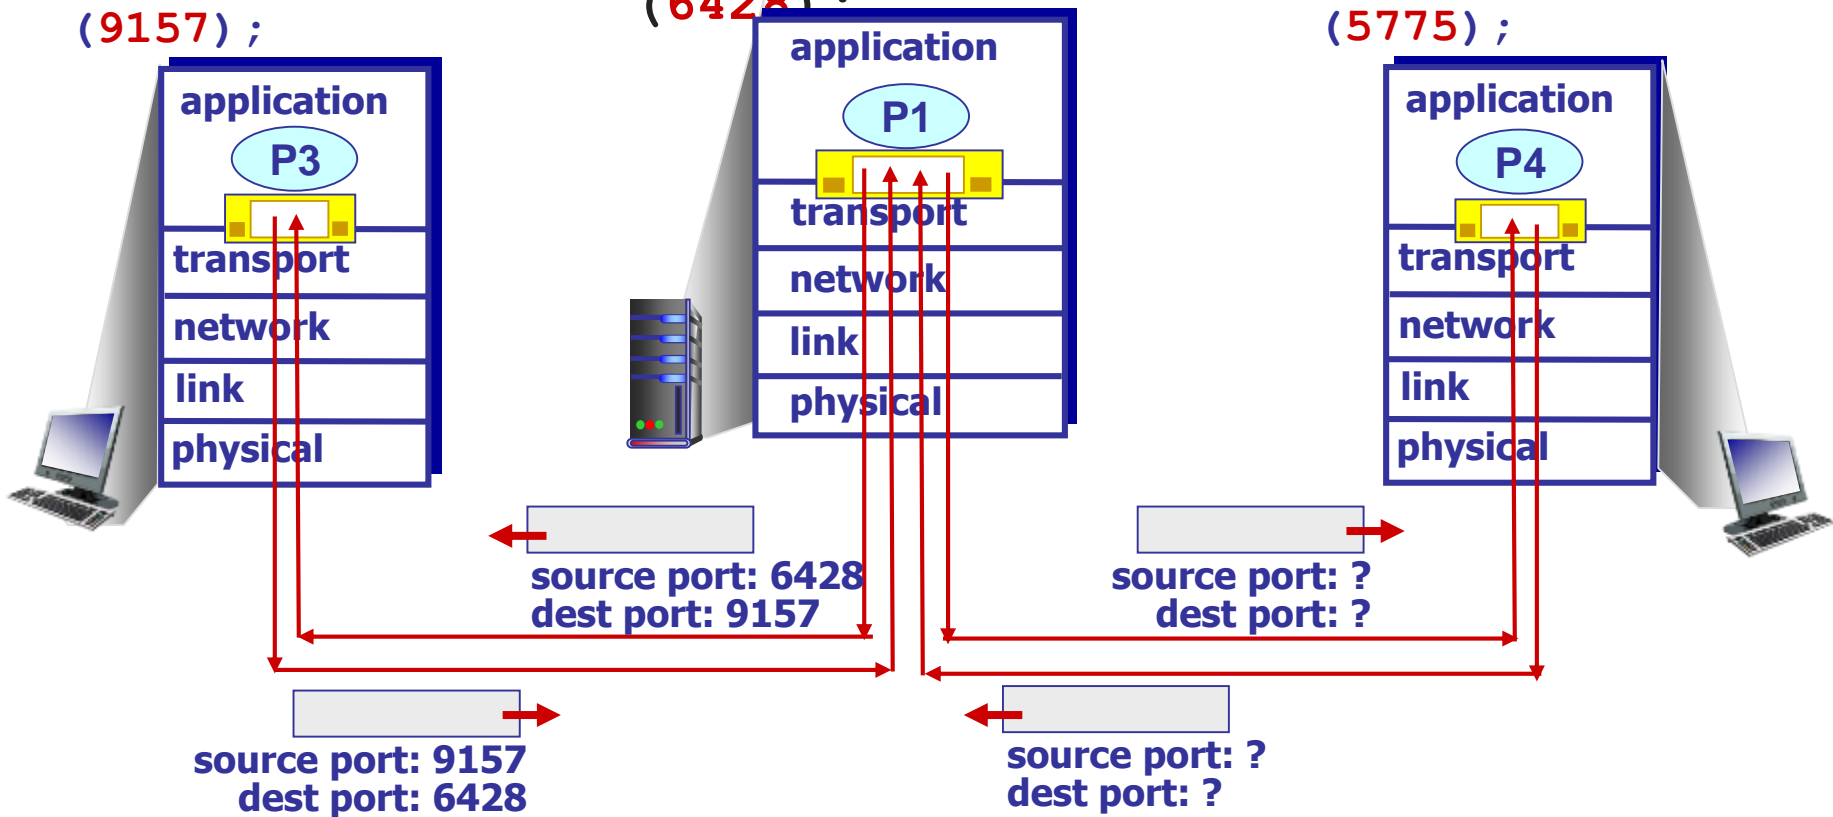 (9157);
(6428);
(5775);
application
P3
transport
network
link
physical
application
P1
transport
network
link
physical
application
P4
transport
network
link
physical
source port: 6428
dest port: 9157
source port: ?
dest port: ?
source port: 9157
dest port: 6428
source port: ?
dest port: ?